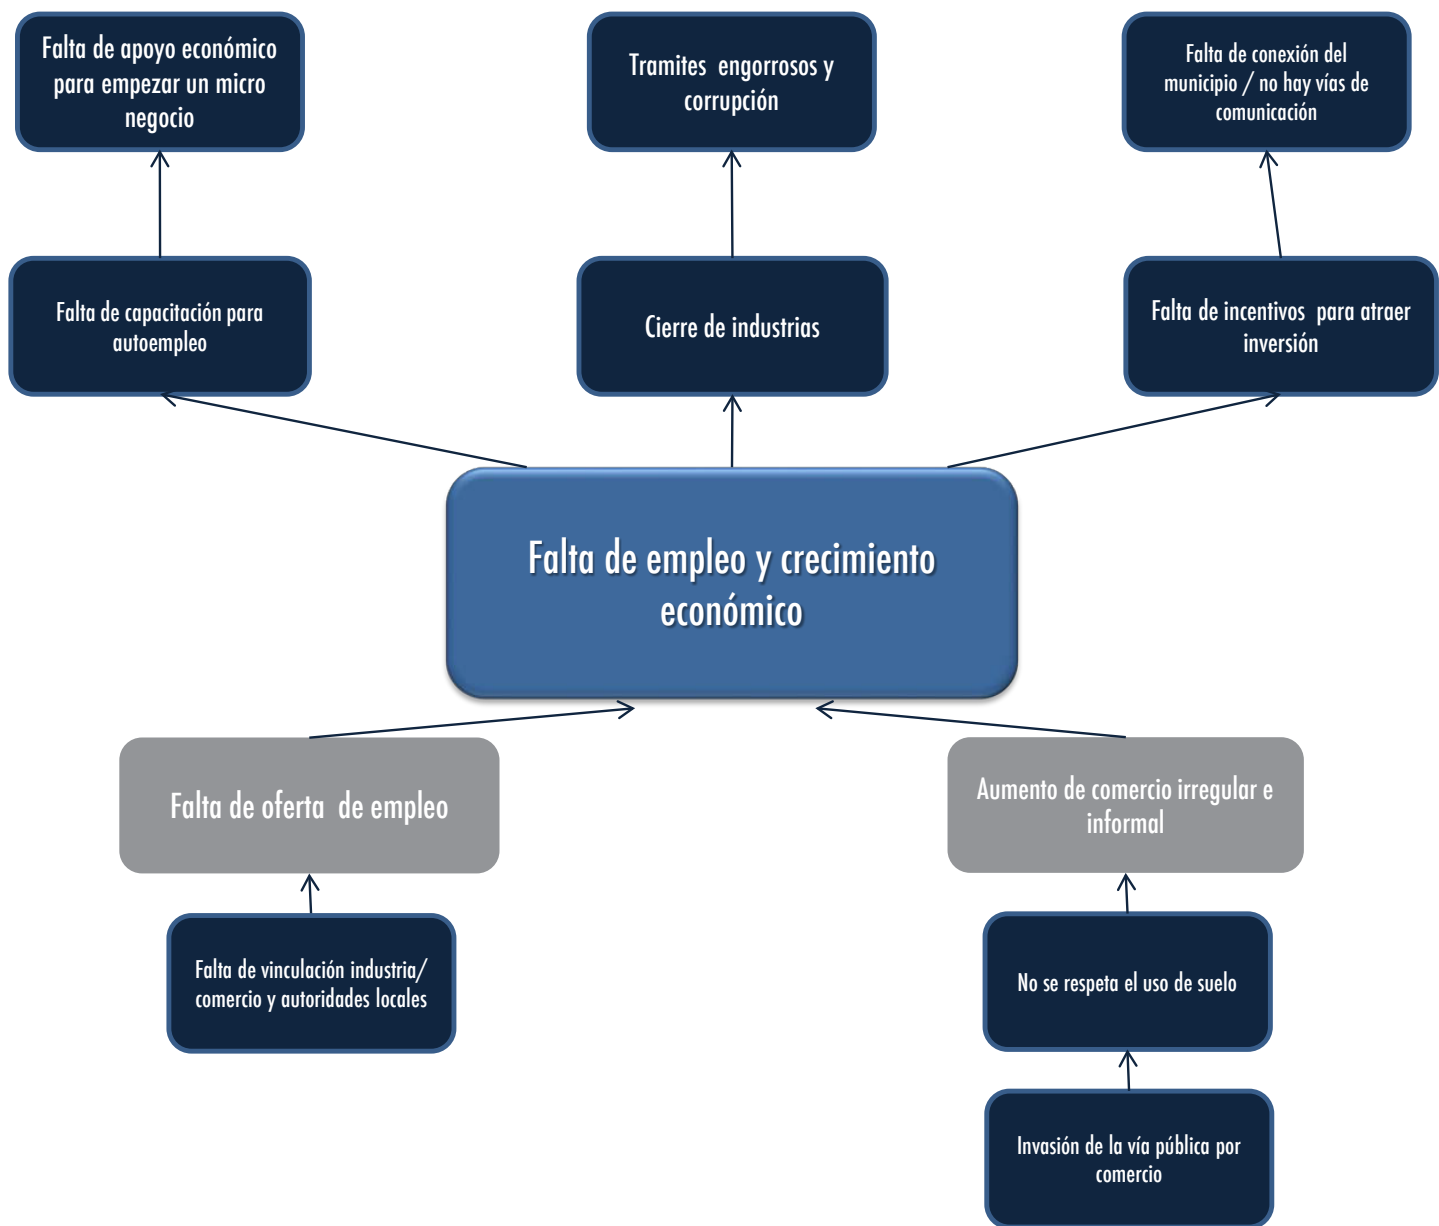 Falta de apoyo económico
para empezar un micro
negocio
Tramites engorrosos y
corrupción
Falta de conexión del
municipio / no hay vías de
comunicación
Falta de capacitación para
autoempleo
Cierre de industrias
Falta de incentivos para atraer
inversión
Falta de empleo y crecimiento
económico
Falta de oferta de empleo
Aumento de comercio irregular e
informal
Falta de vinculación industria/
comercio y autoridades locales
No se respeta el uso de suelo
Invasión de la vía pública por
comercio